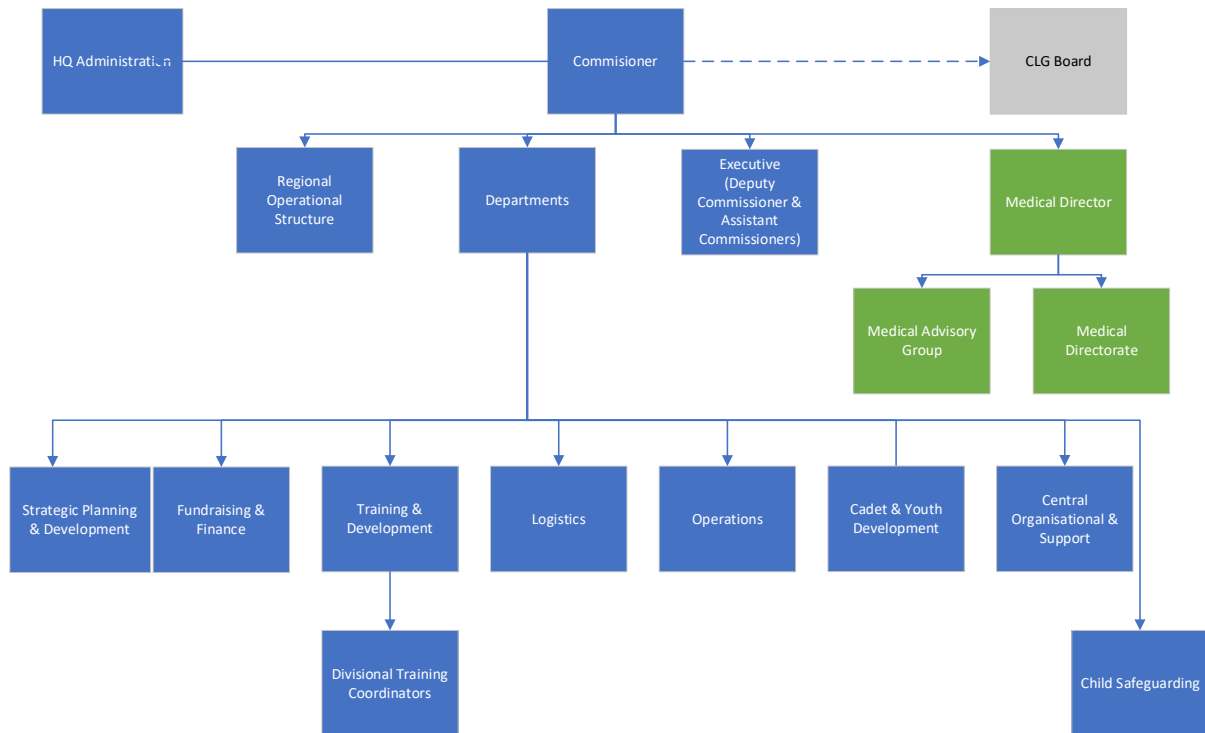 HQ Administration
Commisioner
CLG Board
Regional
Operational
Structure
Departments
Executive
(Deputy
Commissioner &
Assistant
Commissioners)
Medical Director
Medical Advisory
Group
Medical
Directorate
Strategic Planning
& Development
Fundraising &
Finance
Training &
Development
Logistics
Operations
Cadet & Youth
Development
Central
Organisational &
Support
Divisional Training
Coordinators
Child Safeguarding